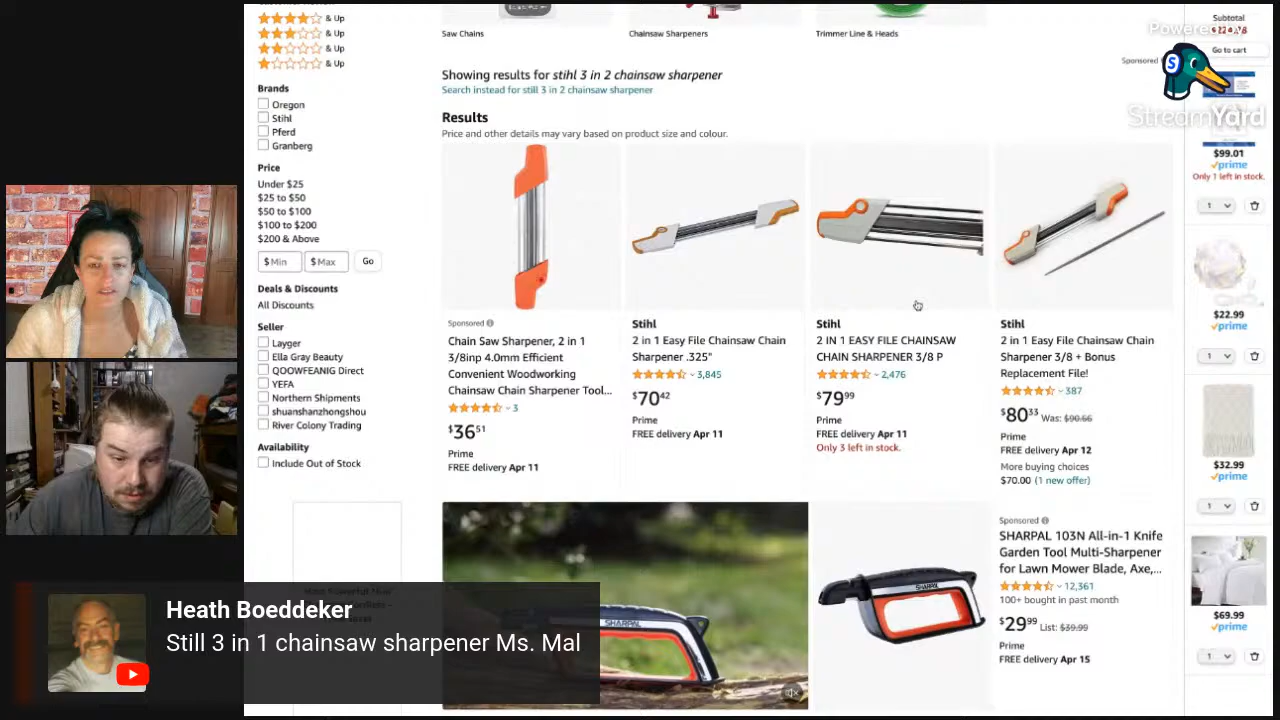 & Up
& Up
& Up
& Up
Brands
Oregon
Stihl
Pferd
Granberg
Price
Under $25
$25 to $50
$50 to $100
$100 to $200
$200 & Above
$ Min
$ Max
Go
Deals & Discounts
All Discounts
Seller
Layger
Ella Gray Beauty
QOOWFEANIG Direct
YEFA
Northern Shipments
shuanshanzhongshou
River Colony Trading
Availability
Include Out of Stock
Saw Chains
Chainsaw Sharpeners
Trimmer Line & Heads
Showing results for stihl 3 in 2 chainsaw sharpener
Search instead for still 3 in 2 chainsaw sharpener
Sponsored
Results
Price and other details may vary based on product size and colour.
Sponsored
Chain Saw Sharpener, 2 in 1
3/8inp 4.0mm Efficient
Convenient Woodworking
Chainsaw Chain Sharpener Tool...
3
$36 51
Prime
FREE delivery Apr 11
Stihl
2 in 1 Easy File Chainsaw Chain
Sharpener .325"
3,845
$70 42
Prime
FREE delivery Apr 11
Stihl
2 IN 1 EASY FILE CHAINSAW
CHAIN SHARPENER 3/8 P
2,476
$79 99
Prime
FREE delivery Apr 11
Only 3 left in stock.
Stihl
2 in 1 Easy File Chainsaw Chain
Sharpener 3/8 + Bonus
Replacement File!
387
$80 33 Was: $90.66
Prime
FREE delivery Apr 12
More buying choices
$70.00 (1 new offer)
SHARPAL
SHARPAL
Sponsored
SHARPAL 103N All-in-1 Knife
Garden Tool Multi-Sharpener
for Lawn Mower Blade, Axe,...
12,361
100+ bought in past month
$29 99 List: $39.99
Prime
FREE delivery Apr 15
Subtotal
Go to cart
Powered by
StreamYard
$99.01
prime
Only 1 left in stock.
1
$22.99
prime
1
$32.99
prime
1
$69.99
prime
1
Heath Boeddeker
Still 3 in 1 chainsaw sharpener Ms. Mal